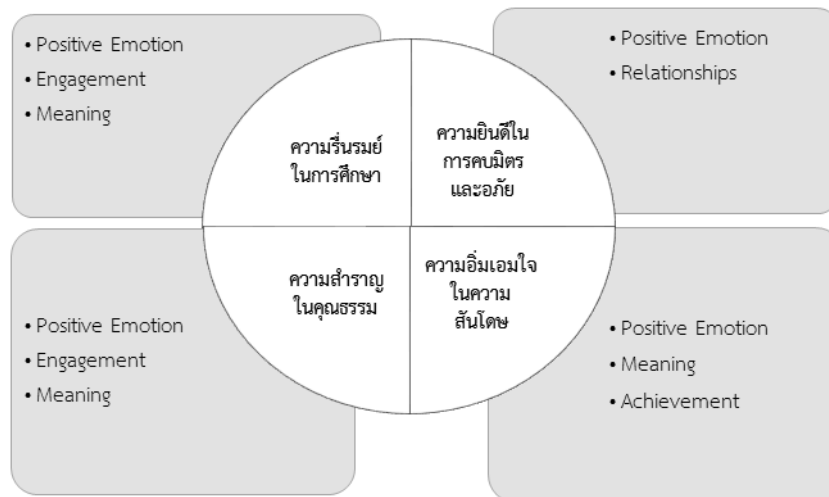 • Positive Emotion
• Engagement
• Meaning
• Positive Emotion
• Relationships
ความรื่นรมย์
ในการศึกษา
ความยินดีใน
การคบมิตร
และอภัย
ความสำราญ
ในคุณธรรม
ความอิ่มเอมใจ
ในความ
สันโดษ
• Positive Emotion
• Engagement
• Meaning
• Positive Emotion
• Meaning
• Achievement